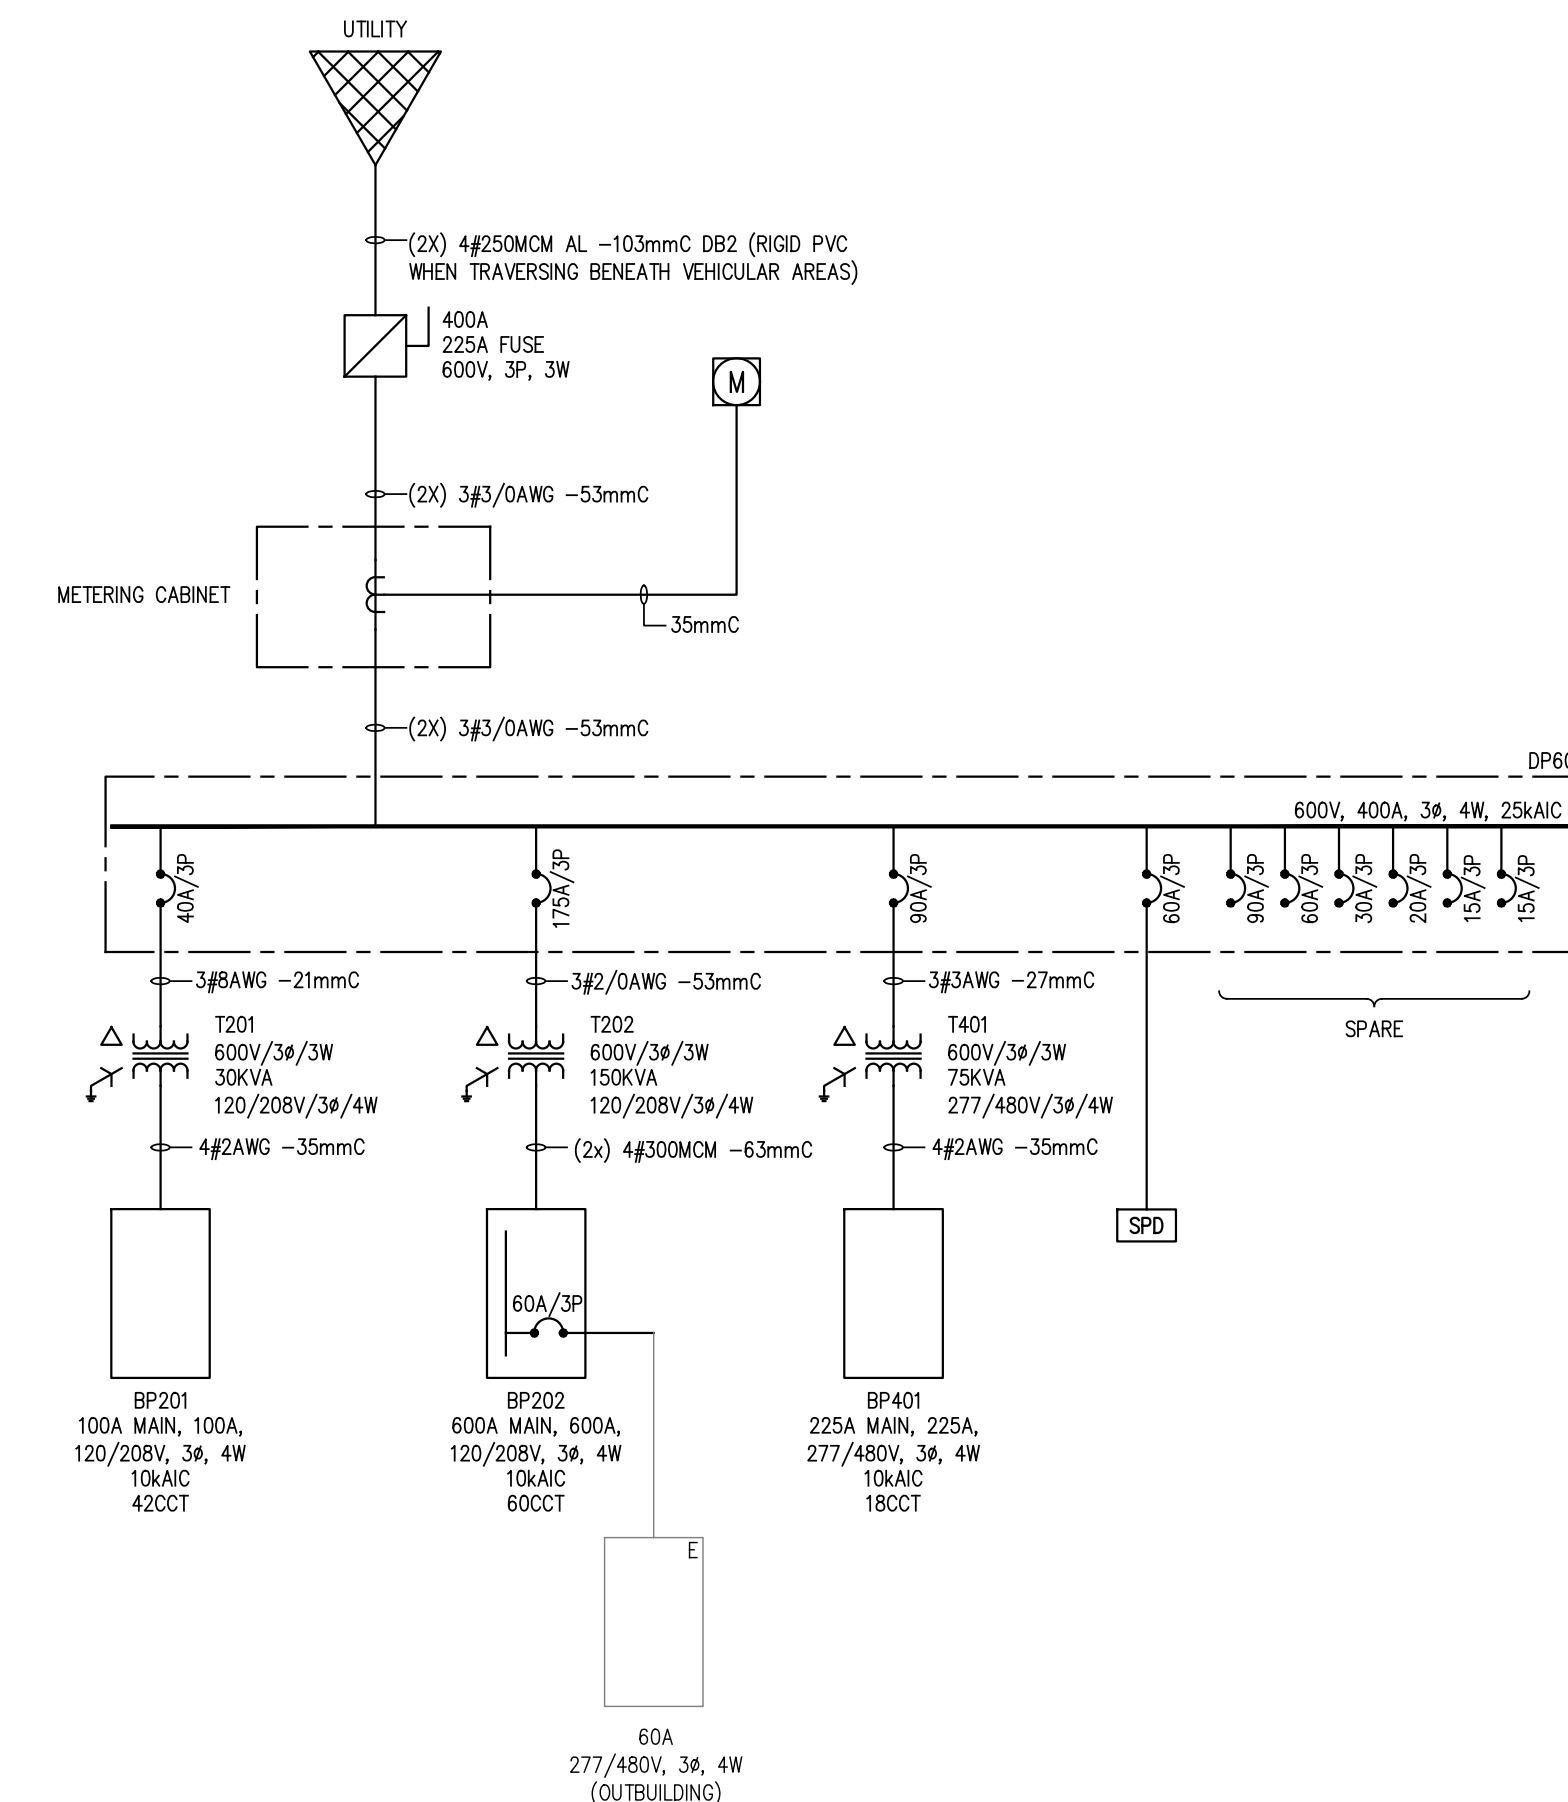 UTILITY
(2X) 4#250MCM AL -103mmC DB2 (RIGID PVC
WHEN TRAVERSING BENEATH VEHICULAR AREAS)
400A
225A FUSE
600V, 3P, 3W
M
(2X) 3#3/0AWG -53mmC
METERING CABINET
35mmC
(2X) 3#3/0AWG -53mmC
DP60
600V, 400A, 3ø, 4W, 25kAIC
40A/3P
175A/3P
90A/3P
60A/3P
90A/3P
60A/3P
30A/3P
20A/3P
15A/3P
15A/3P
3#8AWG -21mmC
3#2/0AWG -53mmC
3#3AWG -27mmC
SPARE
T201
600V/3ø/3W
30KVA
120/208V/3ø/4W
T202
600V/3ø/3W
150KVA
120/208V/3ø/4W
T401
600V/3ø/3W
75KVA
277/480V/3ø/4W
4#2AWG -35mmC
(2x) 4#300MCM -63mmC
4#2AWG -35mmC
SPD
60A/3P
BP201
100A MAIN, 100A,
120/208V, 3ø, 4W
10kAIC
42CCT
BP202
600A MAIN, 600A,
120/208V, 3ø, 4W
10kAIC
60CCT
BP401
225A MAIN, 225A,
277/480V, 3ø, 4W
10kAIC
18CCT
E
60A
277/480V, 3ø, 4W
(OUTBUILDING)